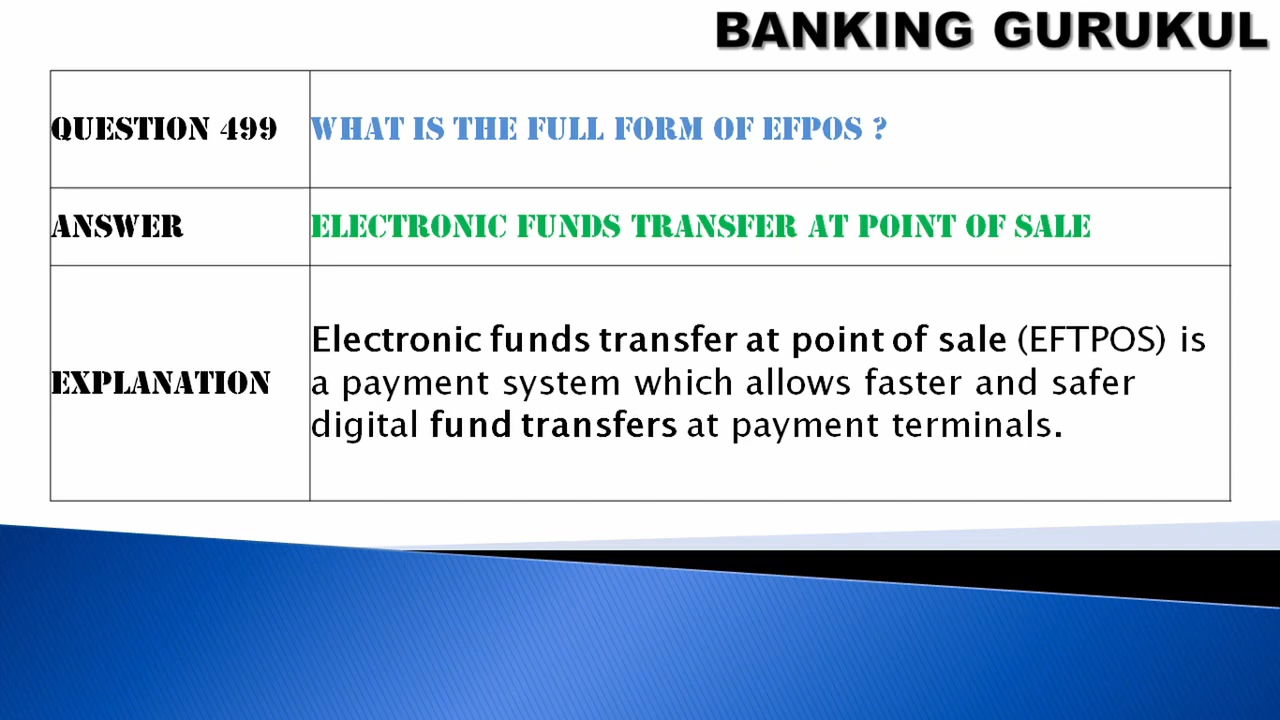 BANKING GURUKUL
QUESTION 499
WHAT IS THE FULL FORM OF EFPOS ?
ANSWER
ELECTRONIC FUNDS TRANSFER AT POINT OF SALE
EXPLANATION
Electronic funds transfer at point of sale (EFTPOS) is
a payment system which allows faster and safer
digital fund transfers at payment terminals.